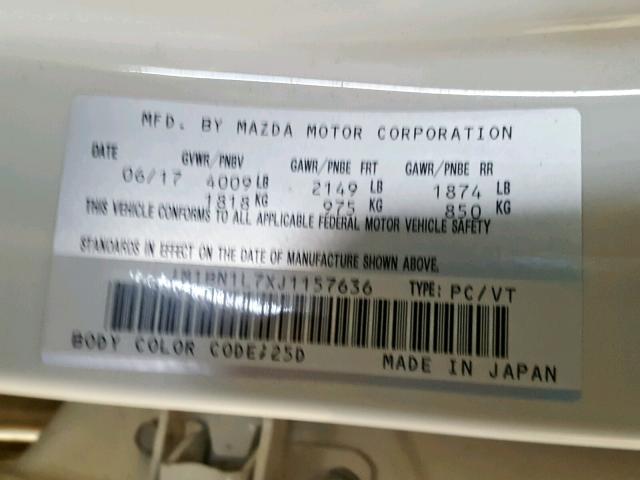 MFD. BY MAZDA MOTOR CORPORATION
DATE GVWR/PNBV GAWR/PNBE FRT GAWR/PNBE RR
06/17 4009 LB 2149 LB 1874 LB
1818 KG 975 KG 850 KG
THIS VEHICLE CONFORMS TO ALL APPLICABLE FEDERAL MOTOR VEHICLE SAFETY
STANDARDS IN EFFECT ON THE DATE OF MANUFACTURE SHOWN ABOVE.
TYPE: PC/VT
BODY COLOR CODE:25D MADE IN JAPAN